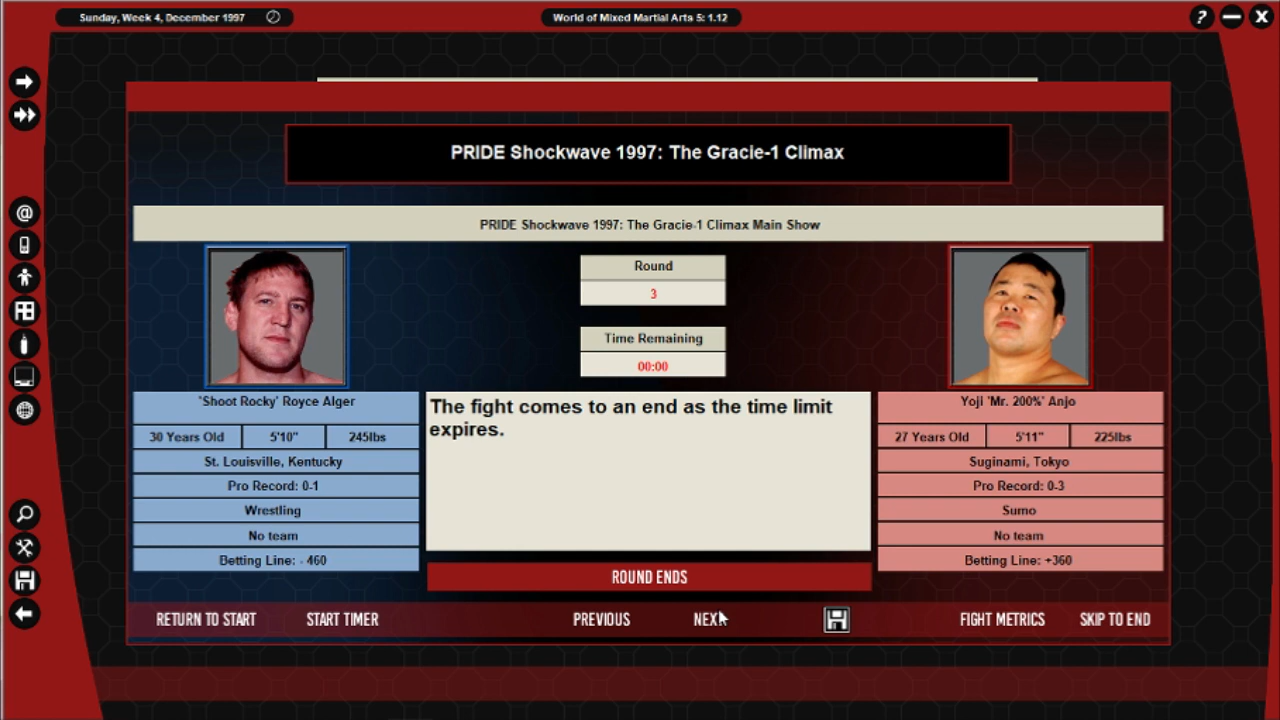 Sunday, Week 4, December 1997
World of Mixed Martial Arts 5: 1.12
?
X
@
PRIDE Shockwave 1997: The Gracie-1 Climax
PRIDE Shockwave 1997: The Gracie-1 Climax Main Show
Round
3
Time Remaining
00:00
'Shoot Rocky' Royce Alger
30 Years Old
5'10"
245lbs
St. Louisville, Kentucky
Pro Record: 0-1
Wrestling
No team
Betting Line: - 460
The fight comes to an end as the time limit
expires.
ROUND ENDS
Yoji 'Mr. 200%' Anjo
27 Years Old
5'11"
225lbs
Suginami, Tokyo
Pro Record: 0-3
Sumo
No team
Betting Line: +360
RETURN TO START
START TIMER
PREVIOUS
NEXT
FIGHT METRICS
SKIP TO END